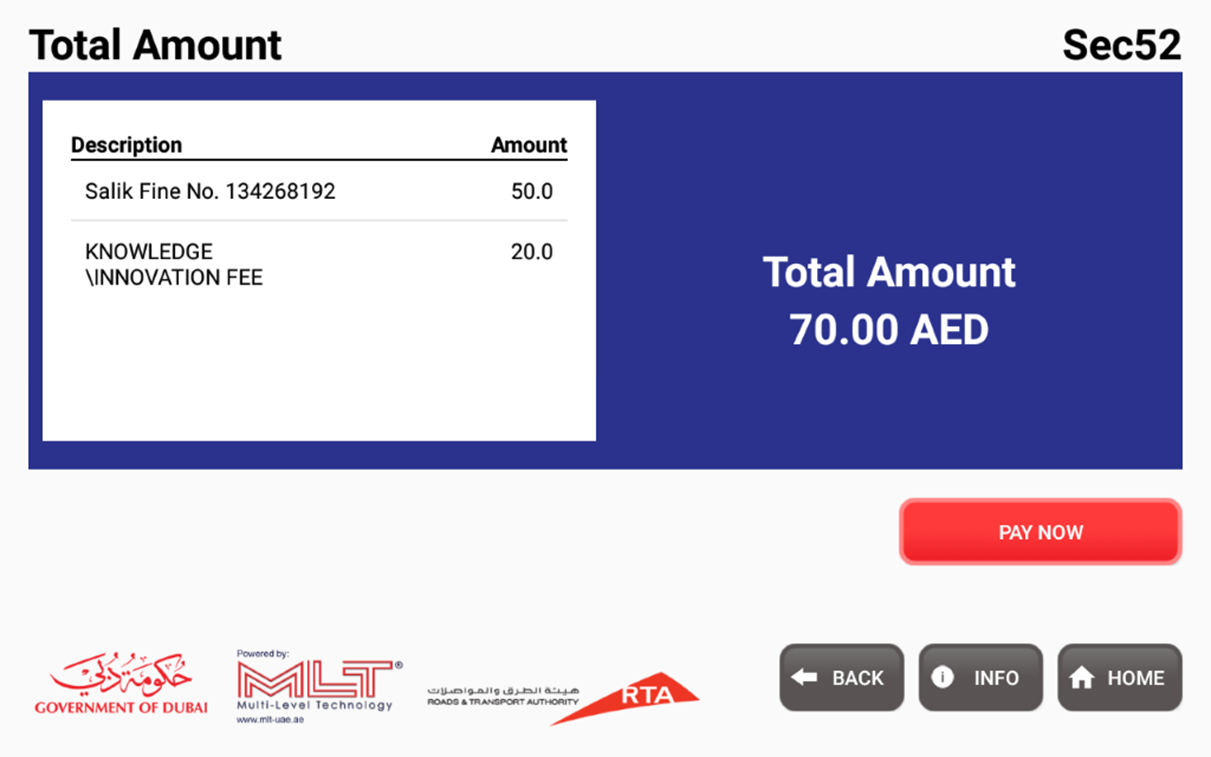 Total Amount
Sec52
Description Amount
Salik Fine No. 134268192 50.0
KNOWLEDGE 20.0
\INNOVATION FEE
Total Amount
70.00 AED
PAY NOW
حكومة دبي
GOVERNMENT OF DUBAI
Powered by:
MLT®
Multi-Level Technology
www.mlt-uae.ae
هيئة الطرق والمواصلات
ROADS & TRANSPORT AUTHORITY
RTA
BACK
INFO
HOME